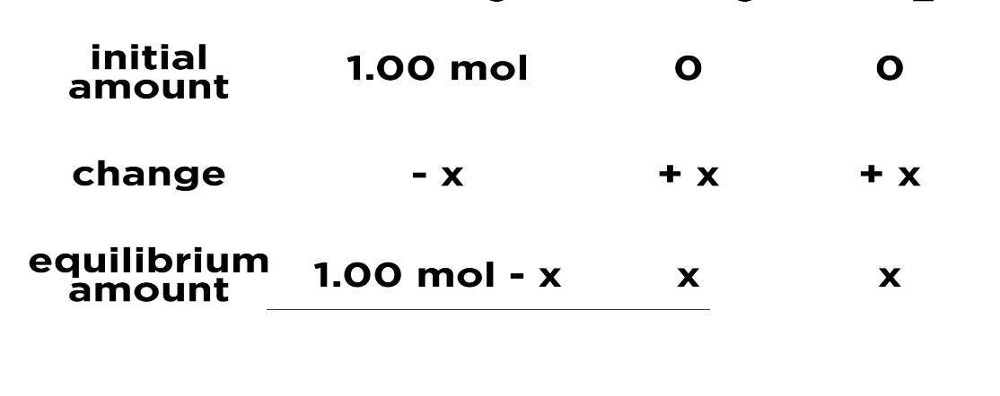 initial
amount 1.00 mol 0 0
change - x + x + x
equilibrium
amount 1.00 mol - x x x